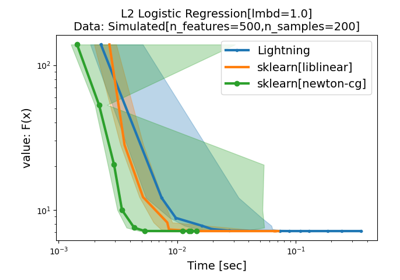 L2 Logistic Regression[lmbd=1.0]
Data: Simulated[n_features=500,n_samples=200]
Lightning
sklearn[liblinear]
sklearn[newton-cg]
value: F(x)
10²
10¹
10⁻³
10⁻²
10⁻¹
Time [sec]